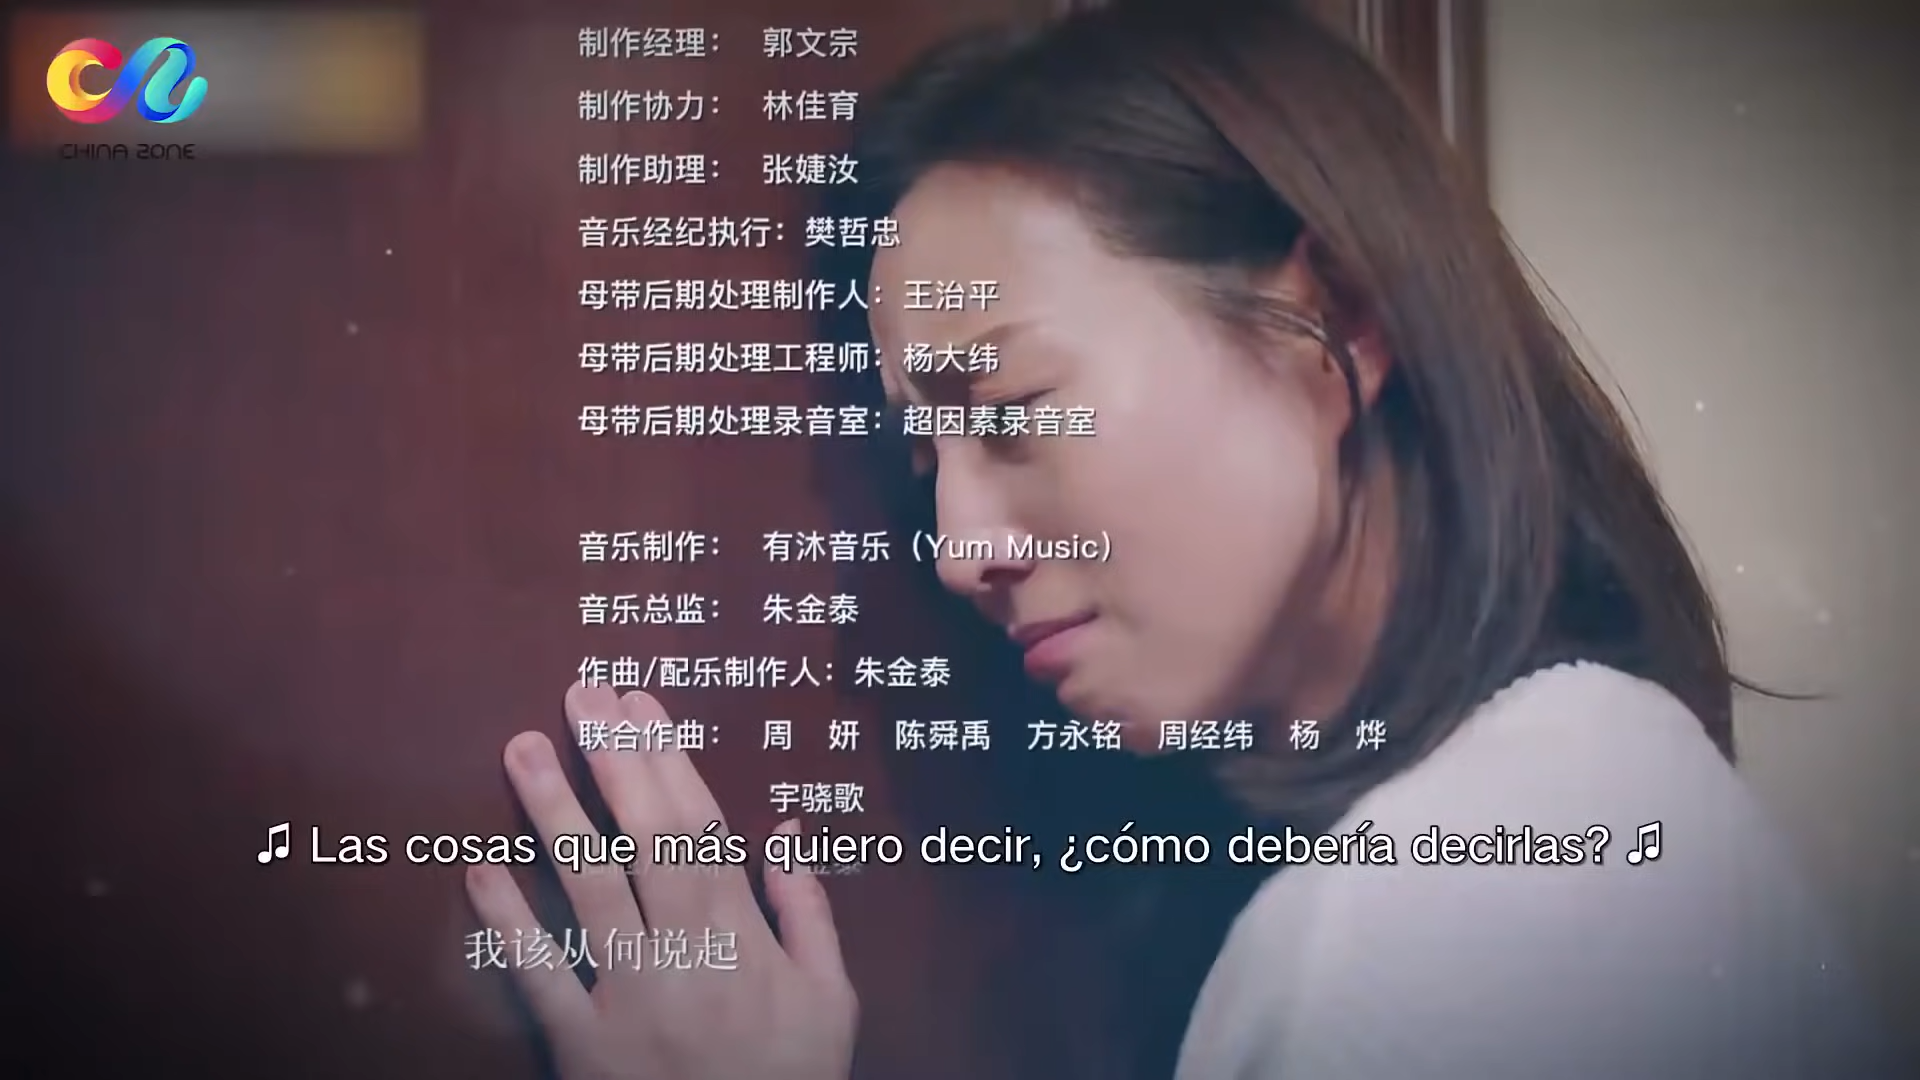 CHINA ZONE
制作经理： 郭文宗
制作协力： 林佳育
制作助理： 张婕汝
音乐经纪执行：樊哲忠
母带后期处理制作人：王治平
母带后期处理工程师：杨大纬
母带后期处理录音室：超因素录音室
音乐制作： 有沐音乐（Yum Music）
音乐总监： 朱金泰
作曲/配乐制作人：朱金泰
联合作曲： 周 妍 陈舜禹 方永铭 周经纬 杨 烨
宇骁歌
♫ Las cosas que más quiero decir, ¿cómo debería decirlas? ♫
我该从何说起